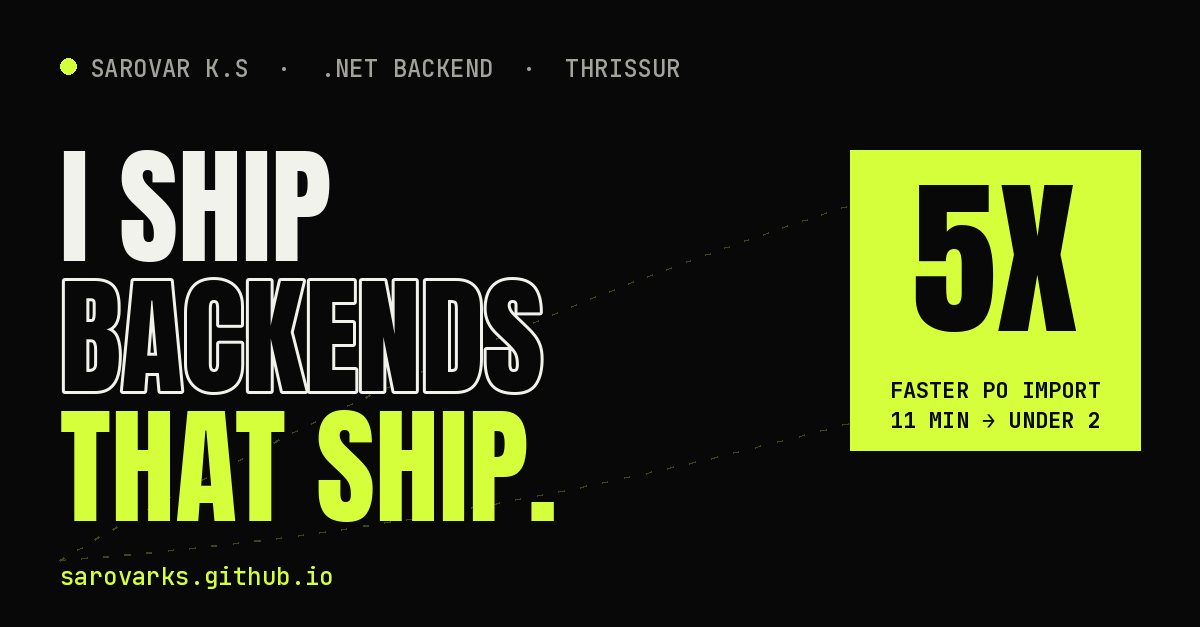 SAROVAR K.S · .NET BACKEND · THRISSUR
I SHIP
BACKENDS
THAT SHIP.
5X
FASTER PO IMPORT
11 MIN → UNDER 2
sarovarks.github.io